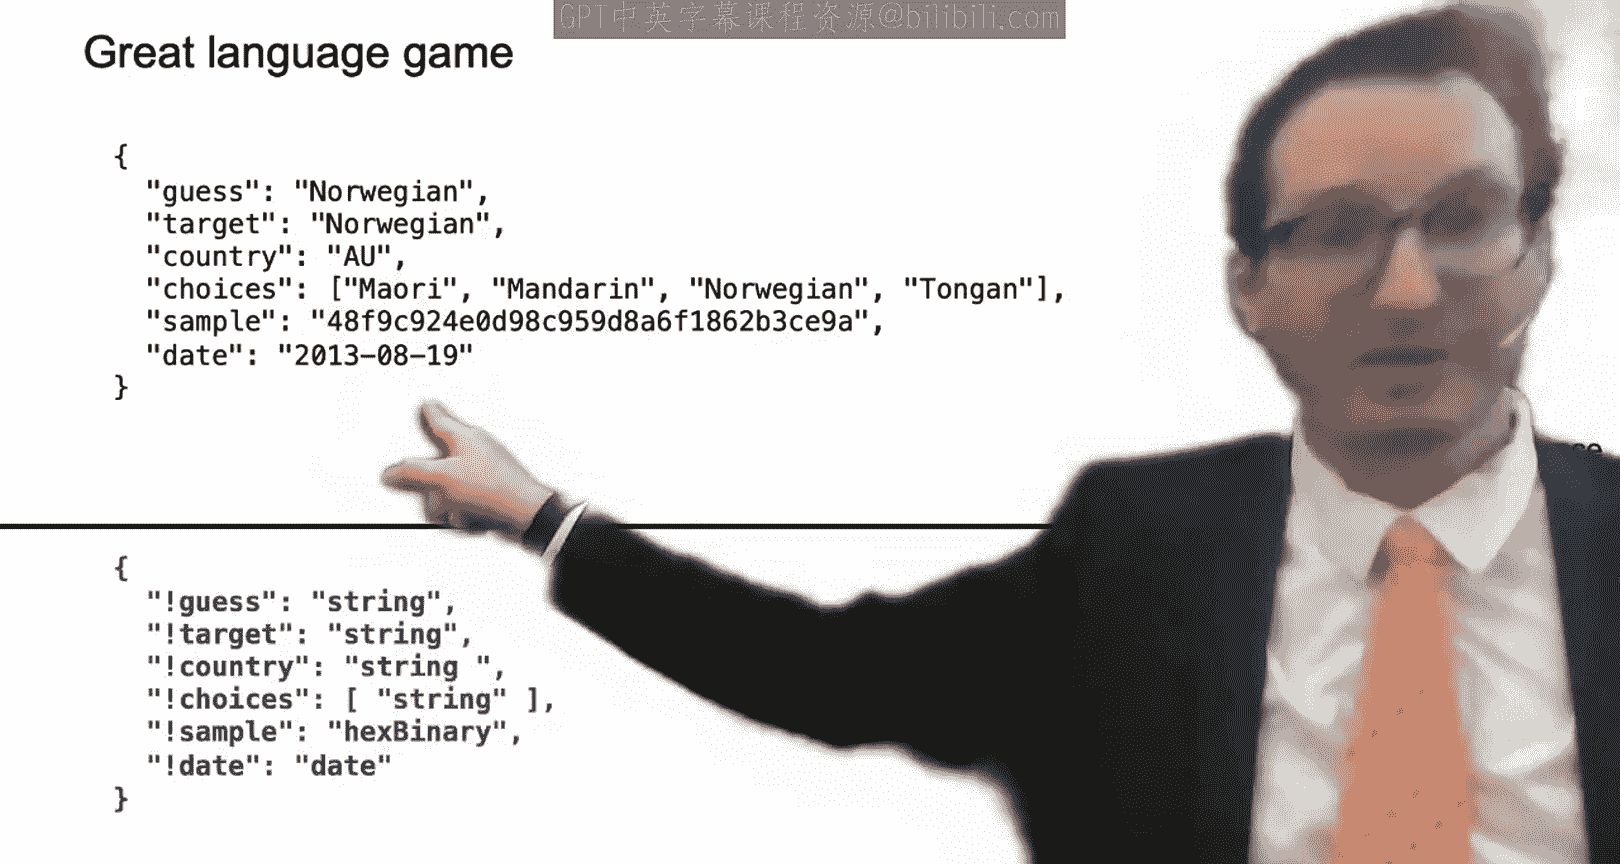 GPT中英字幕课程资源@bilibili.com
Great language game
{
"guess": "Norwegian",
"target": "Norwegian",
"country": "AU",
"choices": ["Maori", "Mandarin", "Norwegian", "Tongan"],
"sample": "48f9c924e0d98c959d8a6f1862b3ce9a",
"date": "2013-08-19"
}
{
"!guess": "string",
"!target": "string",
"!country": "string ",
"!choices": [ "string" ],
"!sample": "hexBinary",
"!date": "date"
}